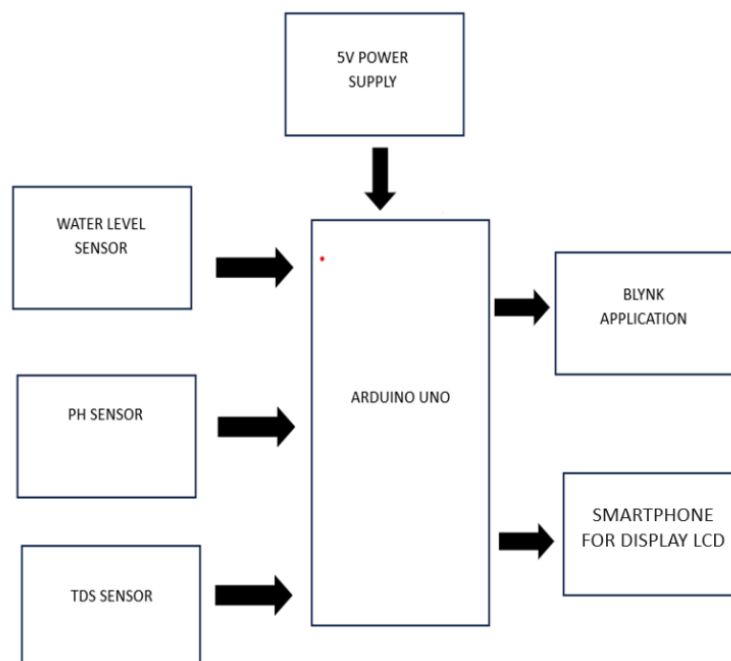 5V POWER
SUPPLY
WATER LEVEL
SENSOR
BLYNK
APPLICATION
PH SENSOR
ARDUINO UNO
SMARTPHONE
FOR DISPLAY LCD
TDS SENSOR